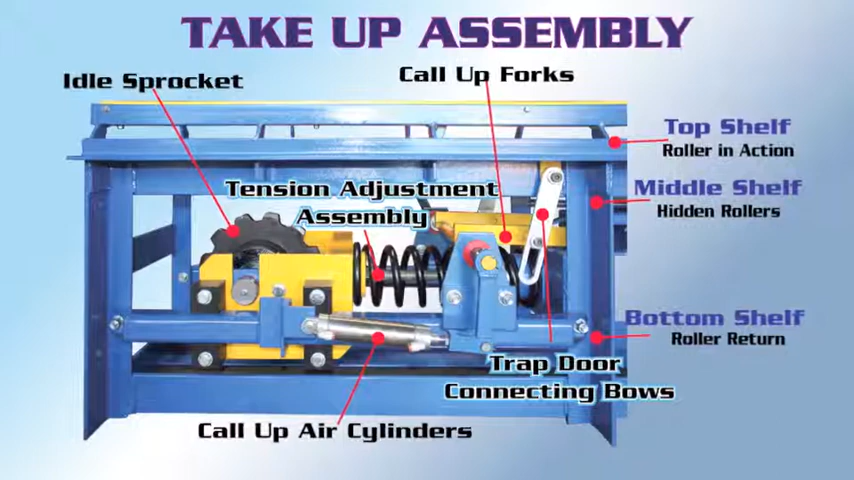 TAKE UP ASSEMBLY
Idle Sprocket
Call Up Forks
Top Shelf
Roller in Action
Tension Adjustment
Assembly
Middle Shelf
Hidden Rollers
Bottom Shelf
Roller Return
Trap Door
Connecting Bows
Call Up Air Cylinders